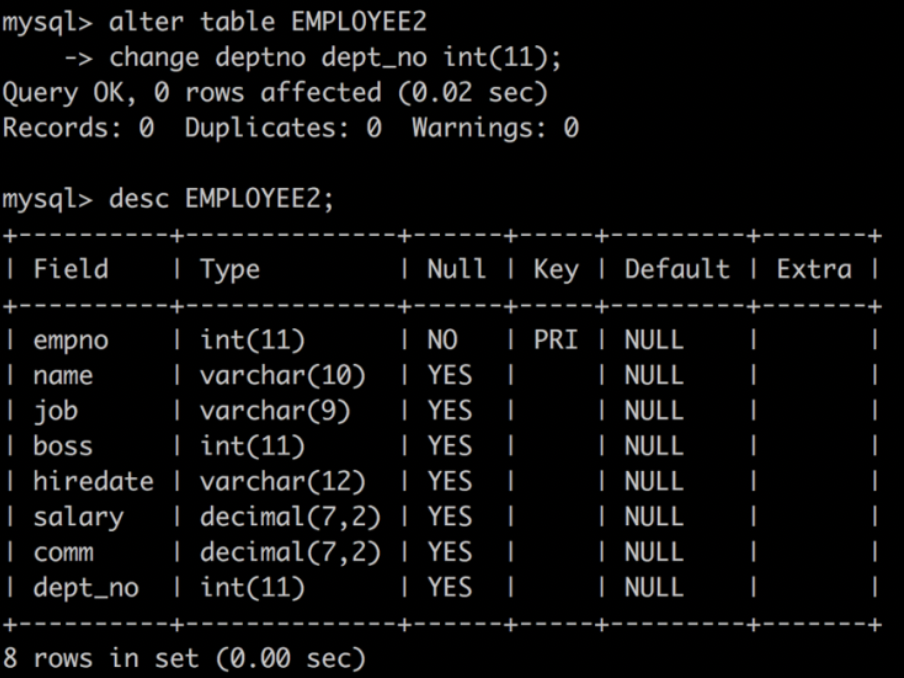 mysql> alter table EMPLOYEE2
    -> change deptno dept_no int(11);
Query OK, 0 rows affected (0.02 sec)
Records: 0  Duplicates: 0  Warnings: 0

mysql> desc EMPLOYEE2;
+----------+--------------+------+-----+---------+-------+
| Field    | Type         | Null | Key | Default | Extra |
+----------+--------------+------+-----+---------+-------+
| empno    | int(11)      | NO   | PRI | NULL    |       |
| name     | varchar(10)  | YES  |     | NULL    |       |
| job      | varchar(9)   | YES  |     | NULL    |       |
| boss     | int(11)      | YES  |     | NULL    |       |
| hiredate | varchar(12)  | YES  |     | NULL    |       |
| salary   | decimal(7,2) | YES  |     | NULL    |       |
| comm     | decimal(7,2) | YES  |     | NULL    |       |
| dept_no  | int(11)      | YES  |     | NULL    |       |
+----------+--------------+------+-----+---------+-------+
8 rows in set (0.00 sec)